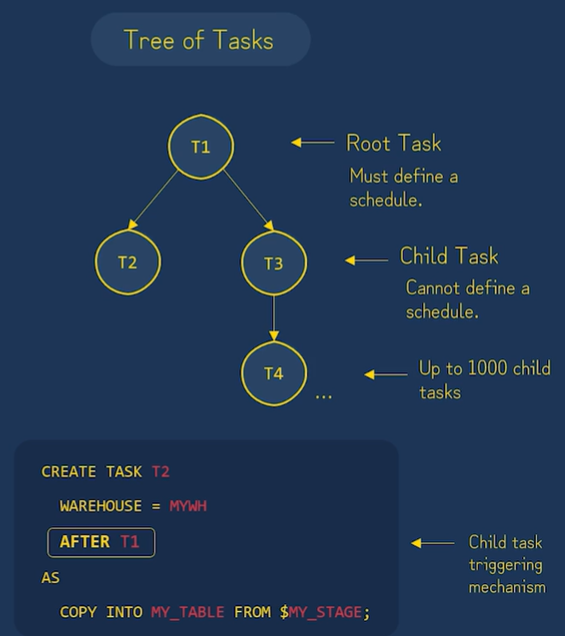 Tree of Tasks
T1
Root Task
Must define a
schedule.
T2
T3
Child Task
Cannot define a
schedule.
T4
...
Up to 1000 child
tasks
CREATE TASK T2
WAREHOUSE = MYWH
AFTER T1
AS
COPY INTO MY_TABLE FROM $MY_STAGE;
Child task
triggering
mechanism